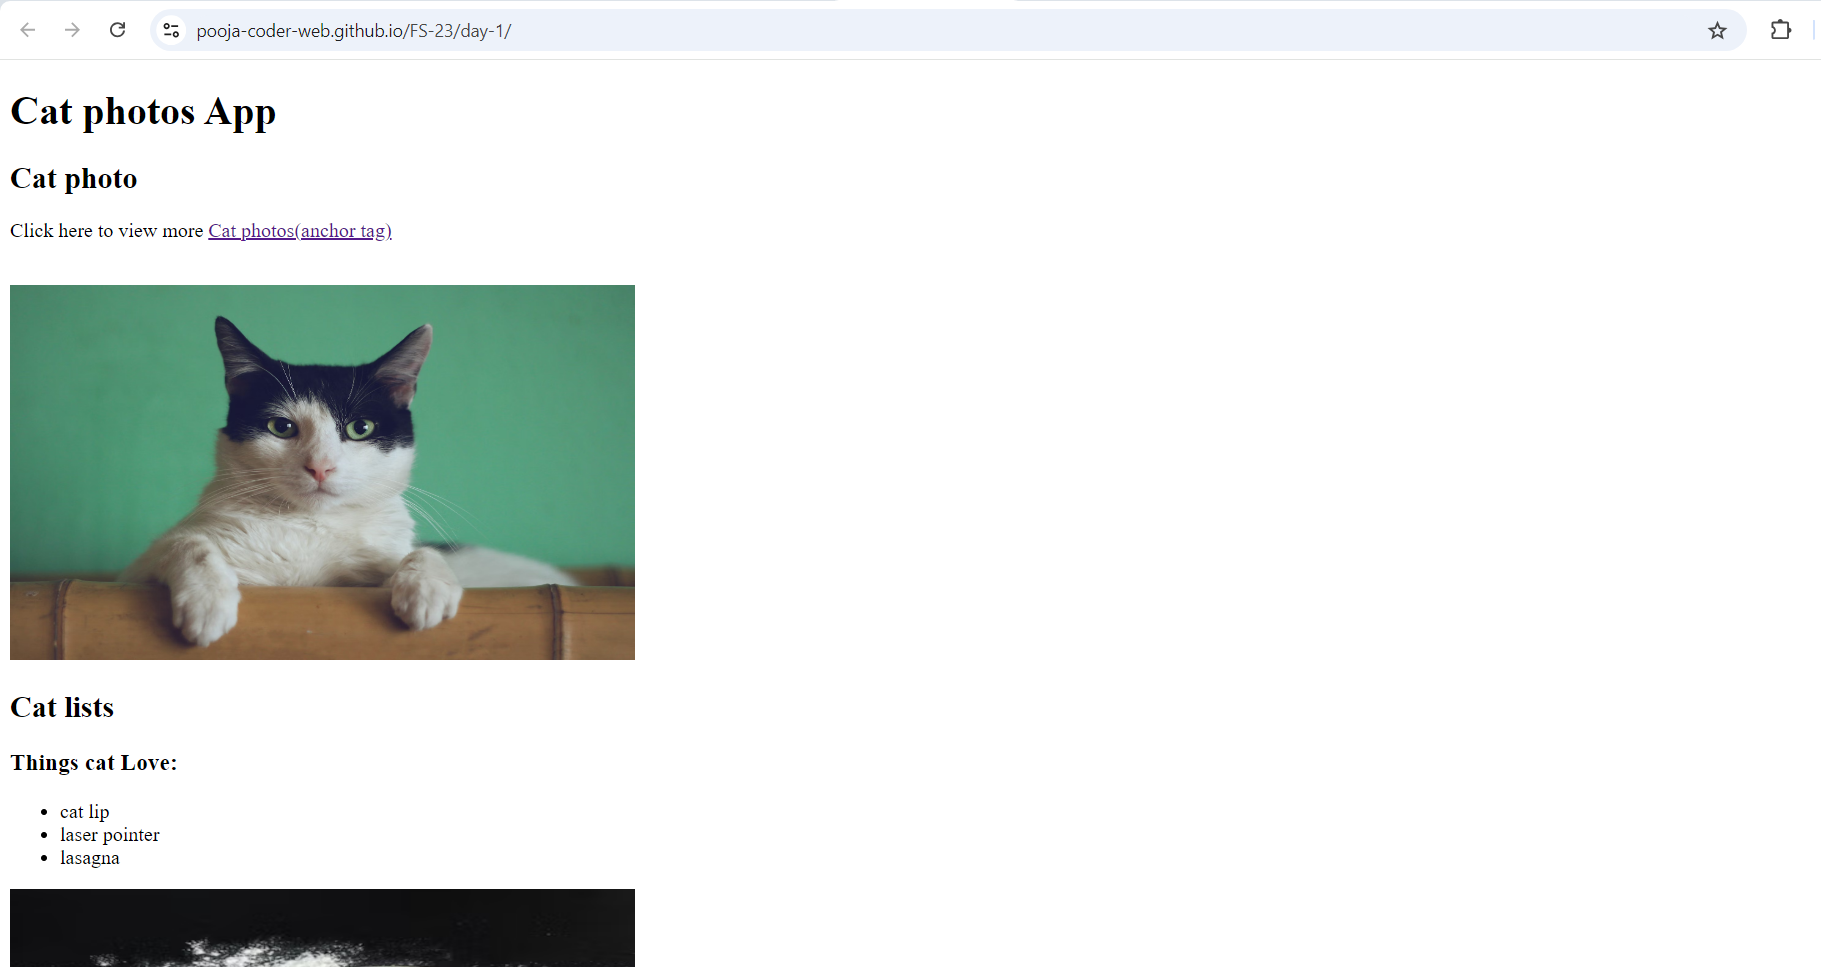 pooja-coder-web.github.io/FS-23/day-1/
Cat photos App
Cat photo
Click here to view more Cat photos(anchor tag)
Cat lists
Things cat Love:
cat lip
laser pointer
lasagna